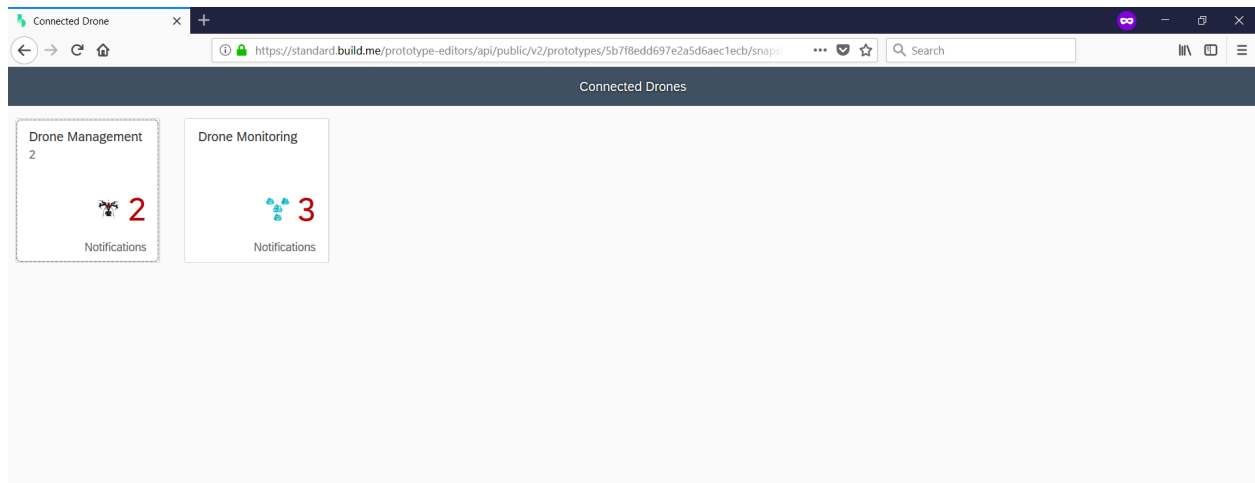 Connected Drone
https://standard.build.me/prototype-editors/api/public/v2/prototypes/5b7f8edd697e2a5d6aec1ecb/snaps
Search
Connected Drones
Drone Management
2
2
Notifications
Drone Monitoring
3
Notifications